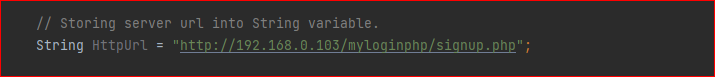 // Storing server url into String variable.
String HttpUrl = "http://192.168.0.103/myloginphp/signup.php";